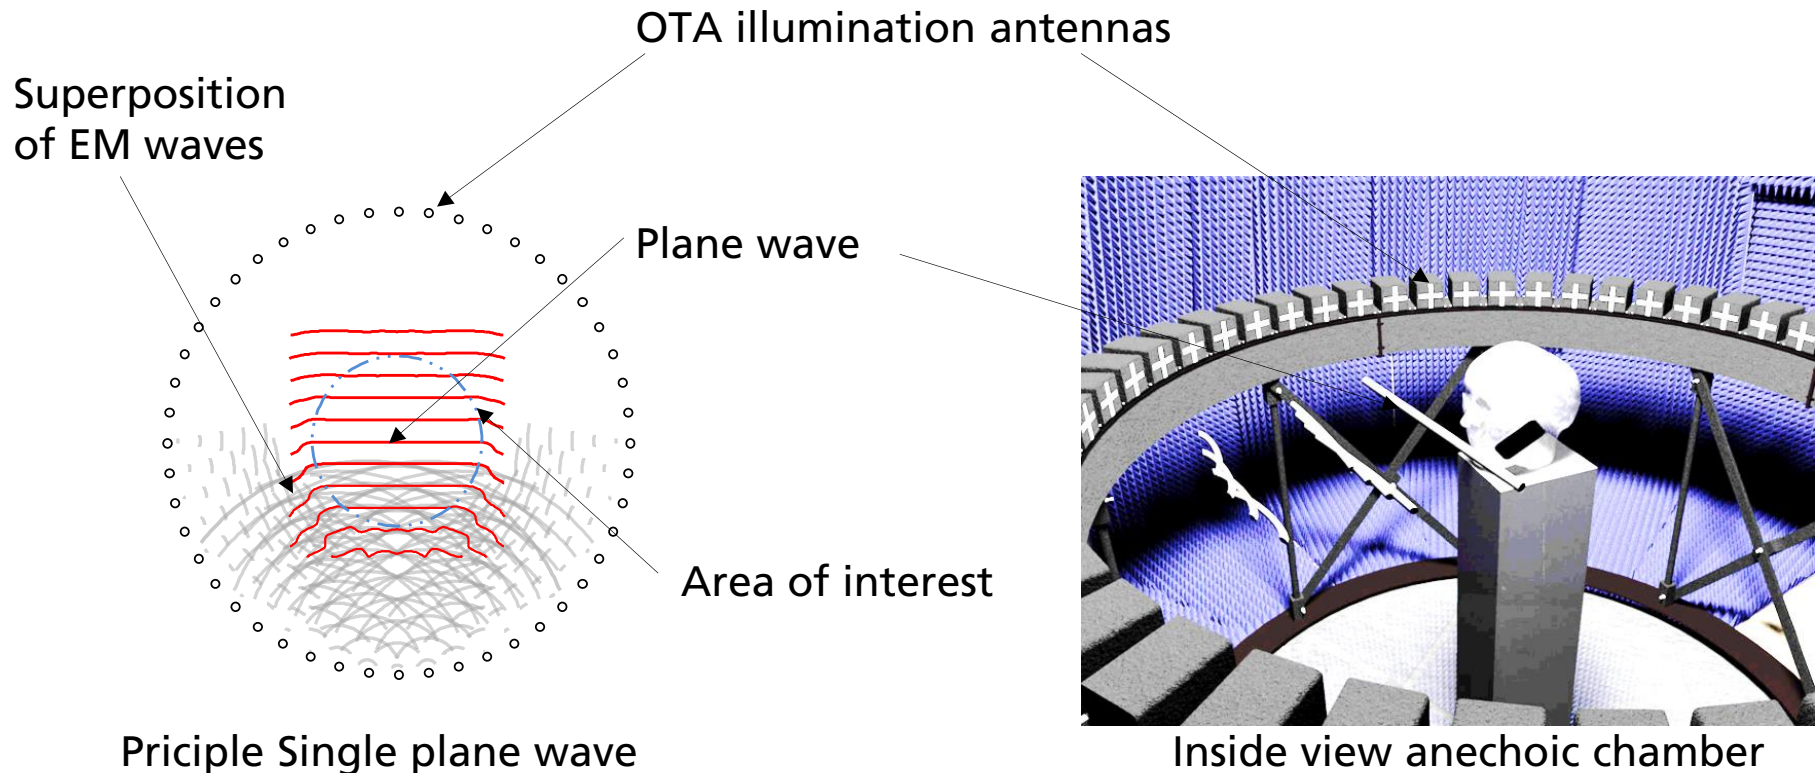 OTA illumination antennas
Superposition
of EM waves
Plane wave
Area of interest
Priciple Single plane wave
Inside view anechoic chamber